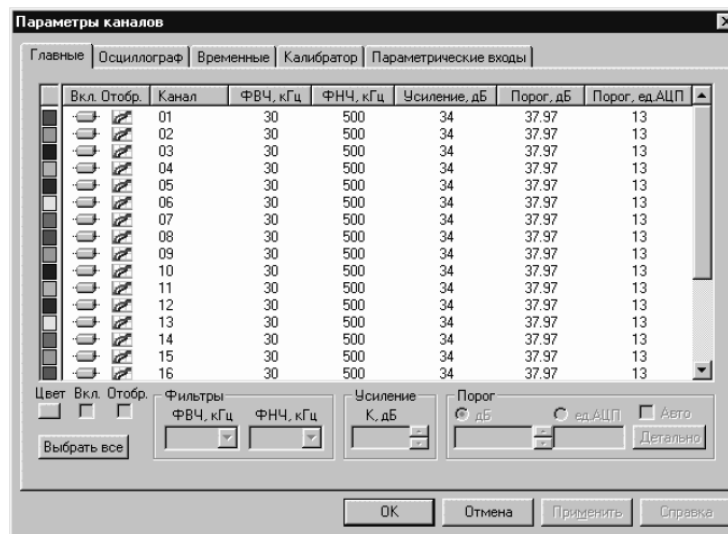 Параметры каналов
Главные Осциллограф Временные Калибратор Параметрические входы
Вкл. Отобр. Канал ФВЧ, кГц ФНЧ, кГц Усиление, дБ Порог, дБ Порог, ед.АЦП
01 30 500 34 37.97 13
02 30 500 34 37.97 13
03 30 500 34 37.97 13
04 30 500 34 37.97 13
05 30 500 34 37.97 13
06 30 500 34 37.97 13
07 30 500 34 37.97 13
08 30 500 34 37.97 13
09 30 500 34 37.97 13
10 30 500 34 37.97 13
11 30 500 34 37.97 13
12 30 500 34 37.97 13
13 30 500 34 37.97 13
14 30 500 34 37.97 13
15 30 500 34 37.97 13
16 30 500 34 37.97 13
Цвет Вкл. Отобр. Фильтры Усиление Порог
ФВЧ, кГц ФНЧ, кГц К, дБ дБ ед.АЦП Авто
Выбрать все Детально
OK Отмена Применить Справка